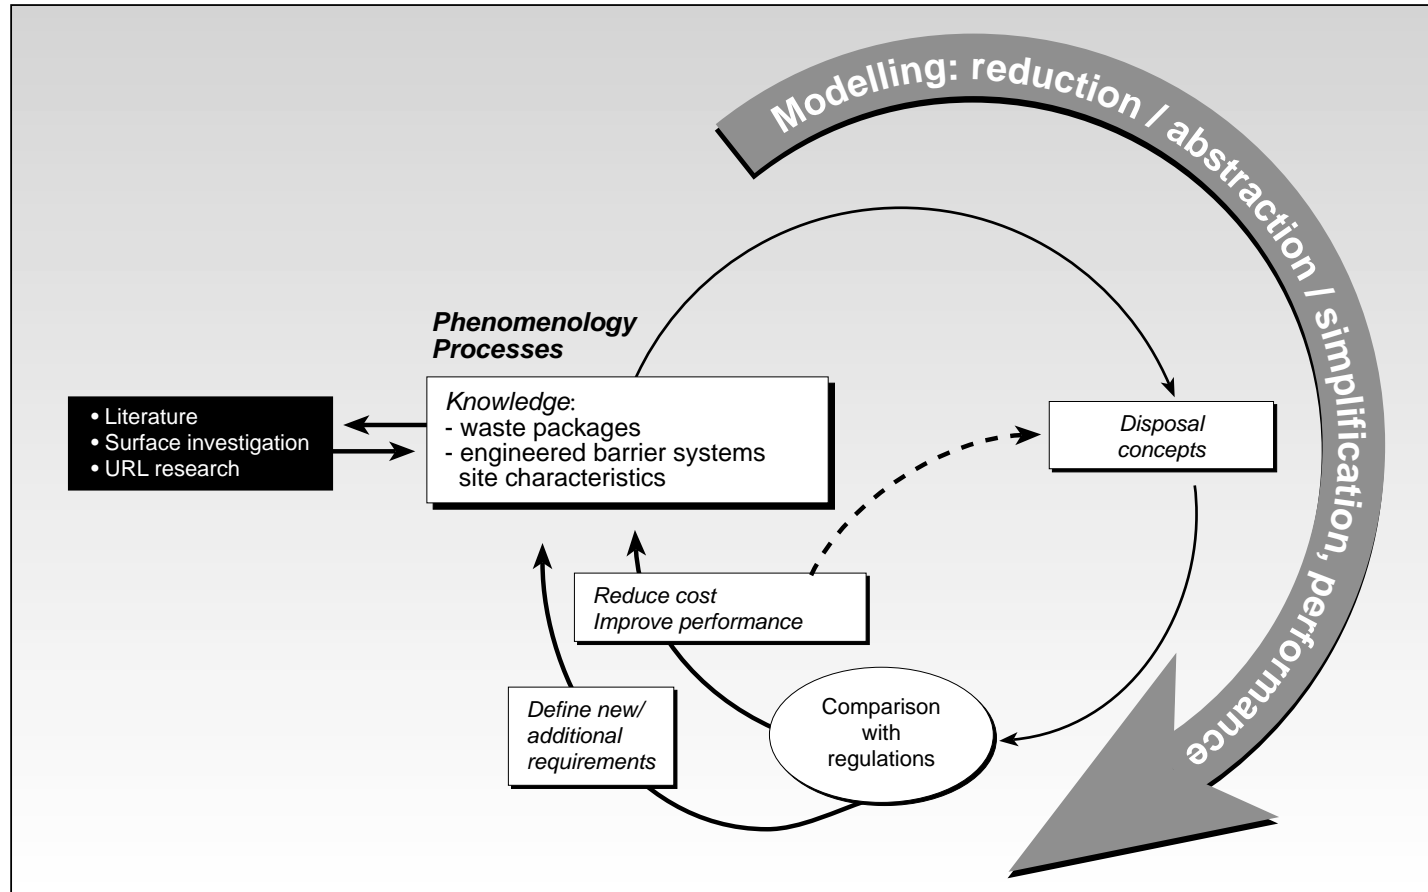 Modelling: reduction / abstraction / simplification, performance
Phenomenology
Processes
• Literature
• Surface investigation
• URL research
Knowledge:
- waste packages
- engineered barrier systems
site characteristics
Disposal
concepts
Reduce cost
Improve performance
Define new/
additional
requirements
Comparison
with
regulations